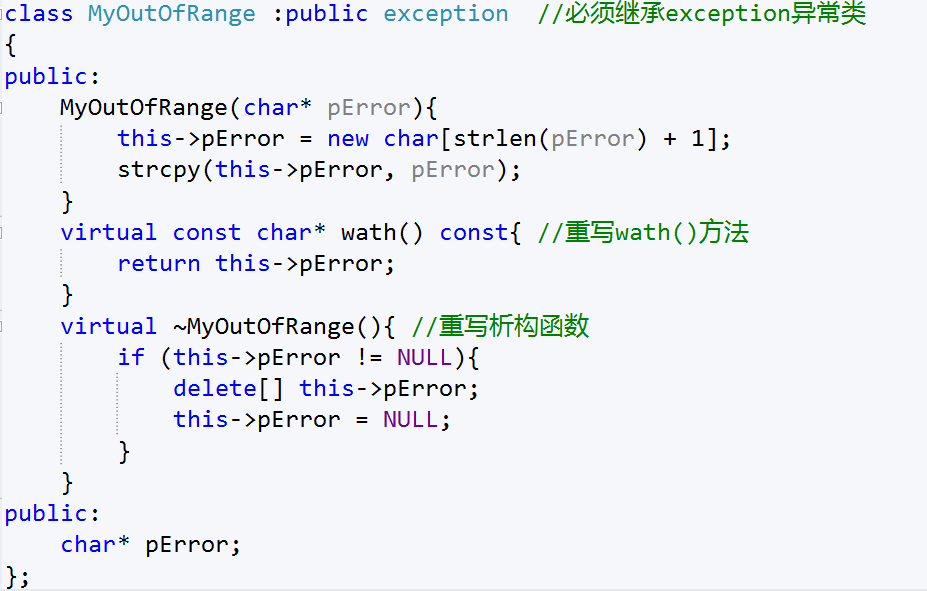 class MyOutOfRange :public exception  //必须继承exception异常类
{
public:
    MyOutOfRange(char* pError){
        this->pError = new char[strlen(pError) + 1];
        strcpy(this->pError, pError);
    }
    virtual const char* wath() const{ //重写wath()方法
        return this->pError;
    }
    virtual ~MyOutOfRange(){ //重写析构函数
        if (this->pError != NULL){
            delete[] this->pError;
            this->pError = NULL;
        }
    }
public:
    char* pError;
};